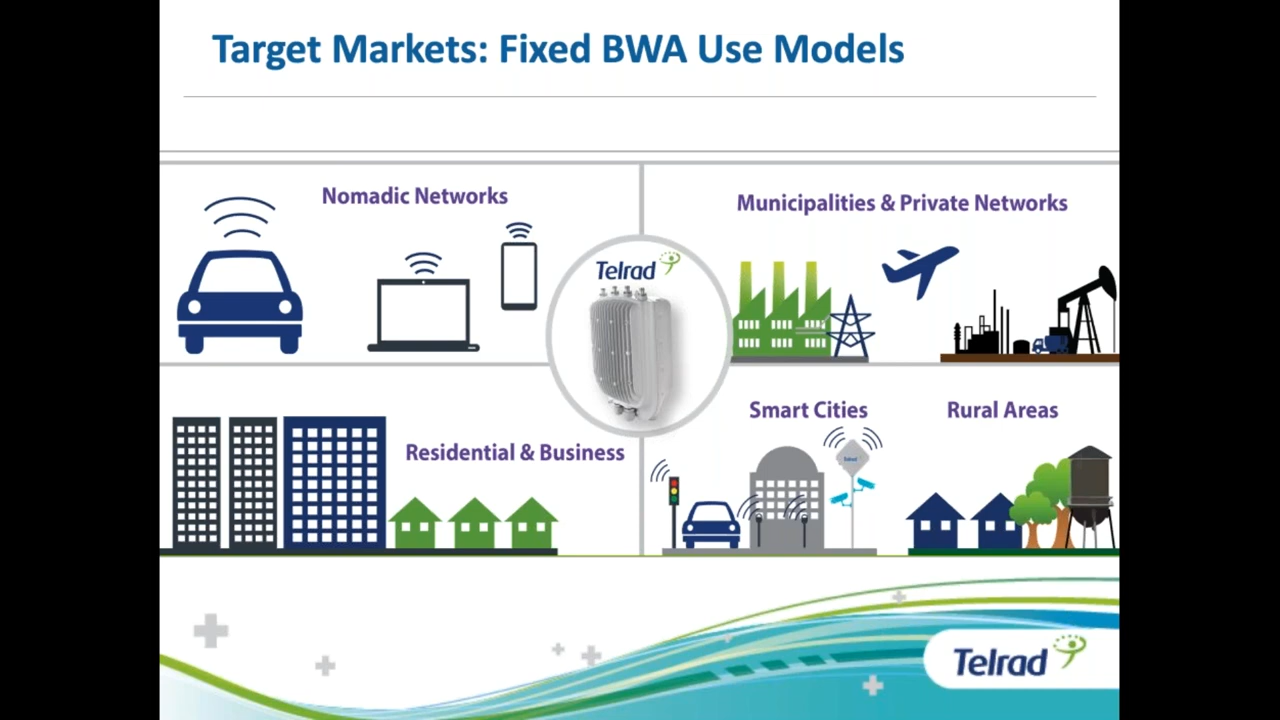 Target Markets: Fixed BWA Use Models
Nomadic Networks
Municipalities & Private Networks
Telrad
Smart Cities
Rural Areas
Residential & Business
Telrad
Telrad